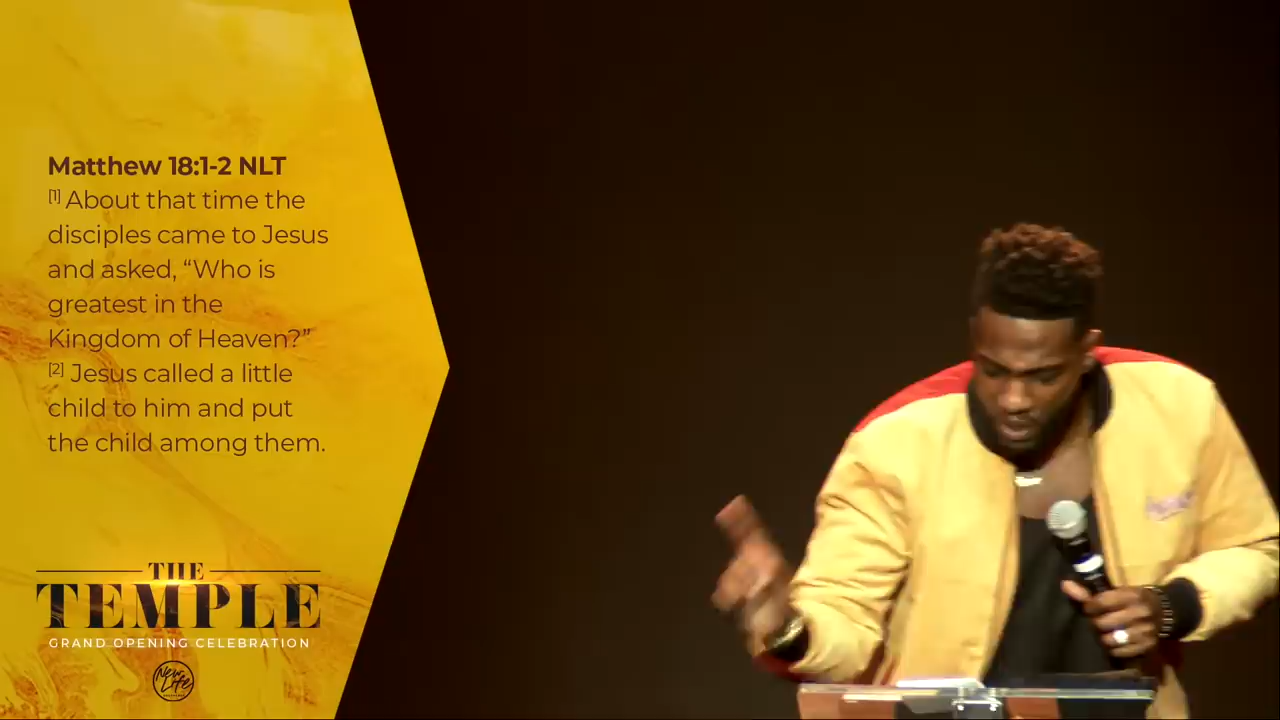 Matthew 18:1-2 NLT
[1] About that time the
disciples came to Jesus
and asked, “Who is
greatest in the
Kingdom of Heaven?”
[2] Jesus called a little
child to him and put
the child among them.
THE
TEMPLE
GRAND OPENING CELEBRATION
New
Life